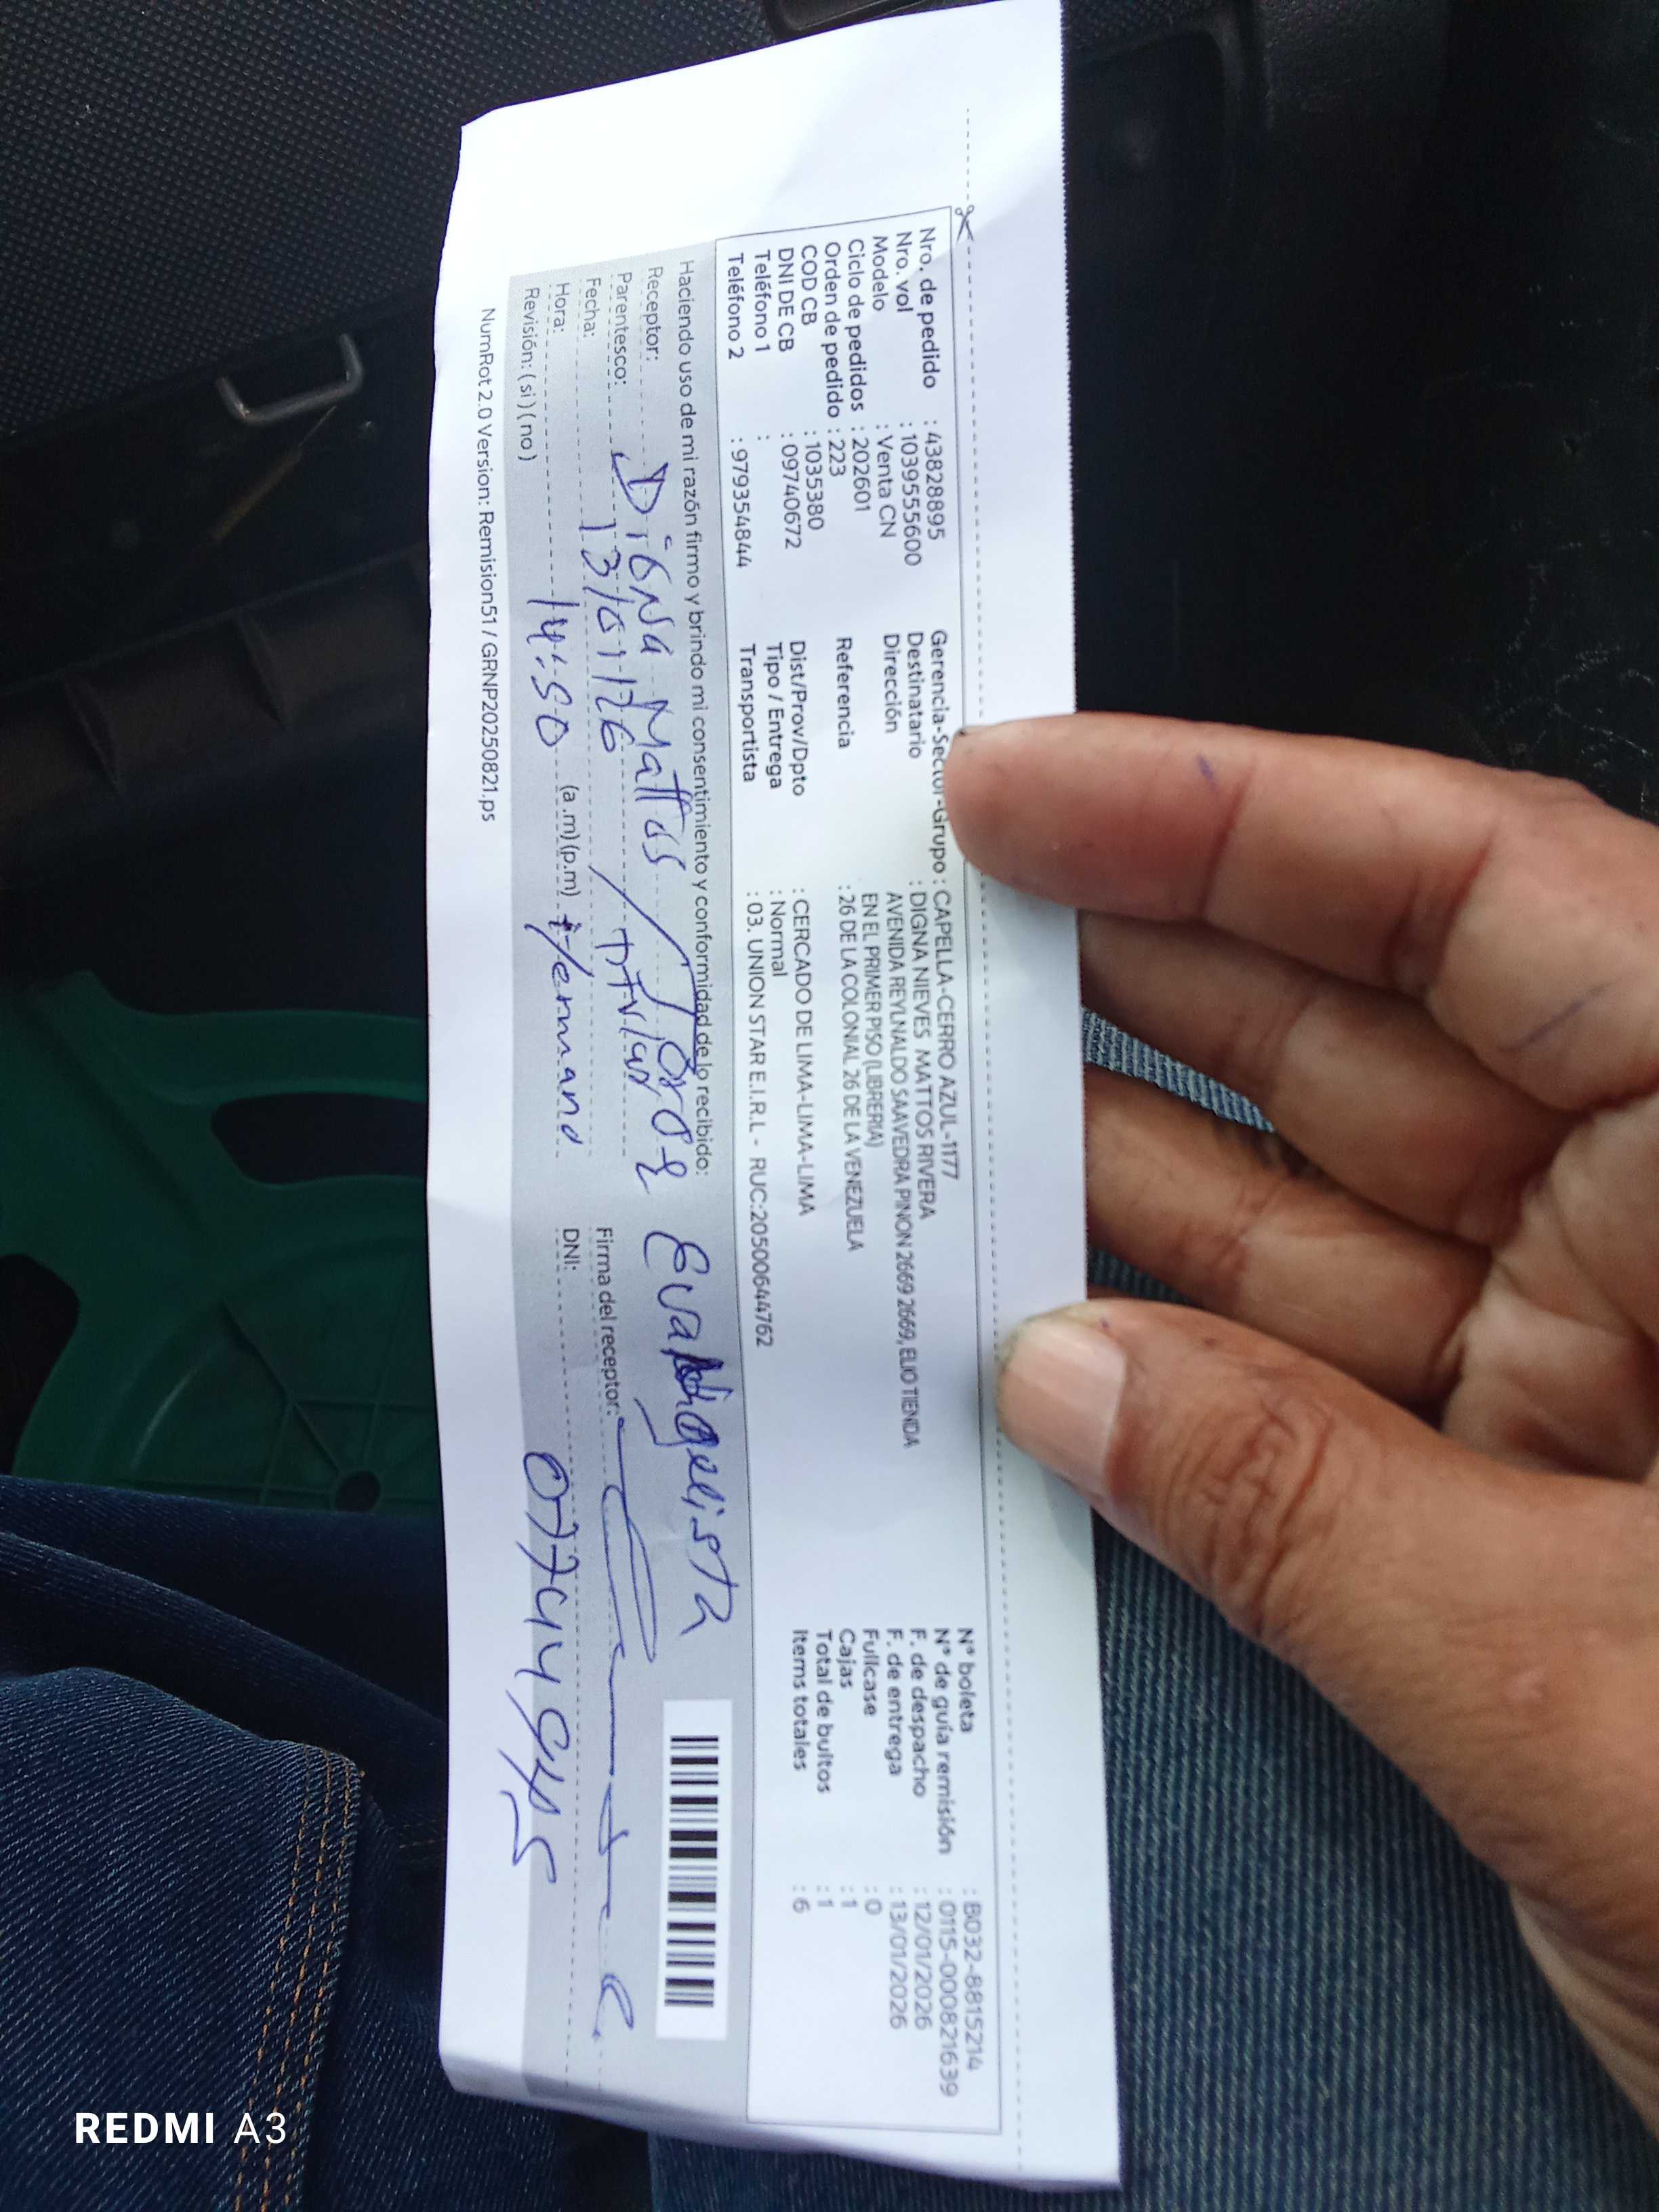 Nro. de pedido : 43828895
Nro. vol : 1039555600
Modelo : Venta CN
Ciclo de pedidos : 202601
Orden de pedido : 223
COD CB : 1035380
DNI DE CB : 09740672
Teléfono 1 :
Teléfono 2 : 979354844
Gerencia-Sector-Grupo : CAPELLA-CERRO AZUL-1177
Destinatario : DIGNA NIEVES MATTOS RIVERA
Dirección AVENIDA REYLNALDO SAAVEDRA PINON 2669 2669, ELIO TIENDA
EN EL PRIMER PISO (LIBRERIA)
Referencia : 26 DE LA COLONIAL 26 DE LA VENEZUELA
Dist/Prov/Dpto : CERCADO DE LIMA-LIMA-LIMA
Tipo / Entrega : Normal
Transportista : 03. UNION STAR E.I.R.L - RUC:20500644762
N° boleta : B032-8815214
N° de guía remisión : 0115-000821639
F. de despacho : 12/01/2026
F. de entrega : 13/01/2026
Fullcase : 0
Cajas : 1
Total de bultos : 1
Items totales : 6
Haciendo uso de mi razón firmo y brindo mi consentimiento y conformidad de lo recibido:
Receptor: Mattos /
Parentesco: Titular
Fecha: 13/01/26
Hora: 14:50 (a.m)(p.m) Hermano
Revisión: ( si ) ( no )
Firma del receptor:
DNI:
NumRot 2.0 Version: Remision51 / GRNP20250821.ps
REDMI A3